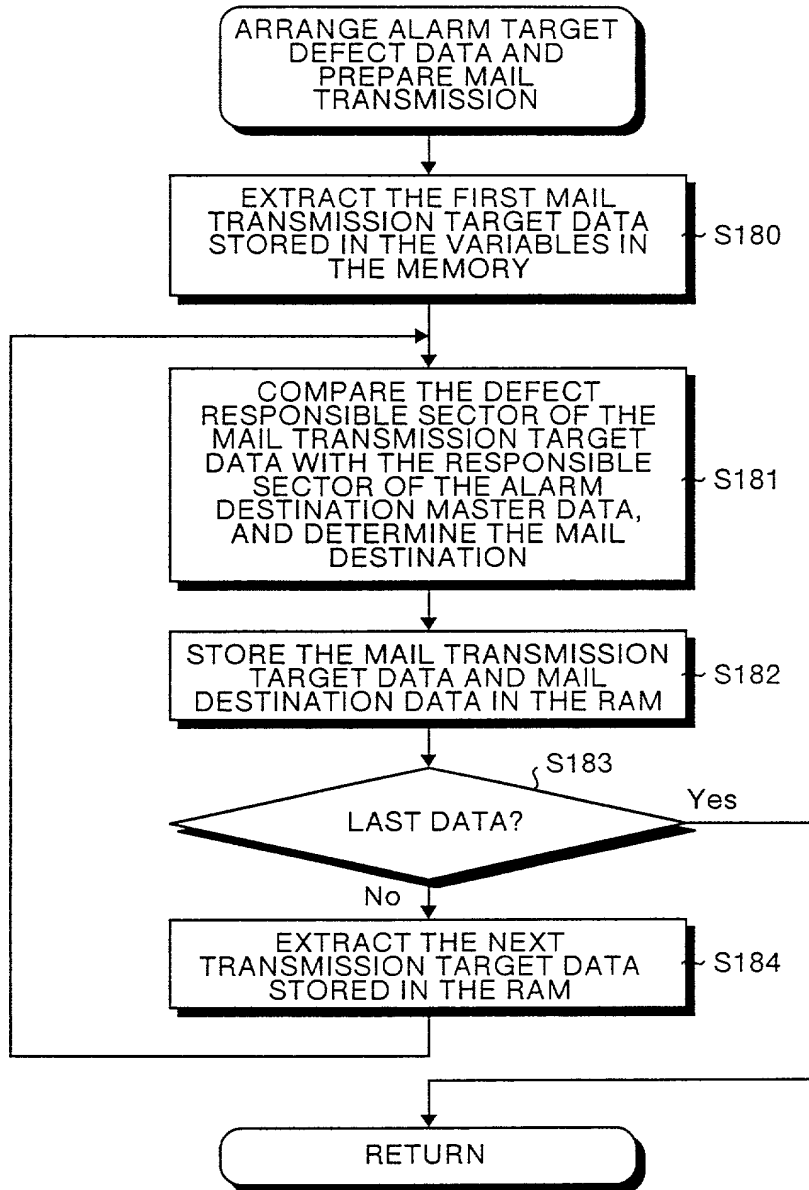 ARRANGE ALARM TARGET
DEFECT DATA AND
PREPARE MAIL
TRANSMISSION
EXTRACT THE FIRST MAIL
TRANSMISSION TARGET DATA
STORED IN THE VARIABLES IN
THE MEMORY
S180
COMPARE THE DEFECT
RESPONSIBLE SECTOR OF THE
MAIL TRANSMISSION TARGET
DATA WITH THE RESPONSIBLE
SECTOR OF THE ALARM
DESTINATION MASTER DATA,
AND DETERMINE THE MAIL
DESTINATION
S181
STORE THE MAIL TRANSMISSION
TARGET DATA AND MAIL
DESTINATION DATA IN THE RAM
S182
S183
LAST DATA?
Yes
No
EXTRACT THE NEXT
TRANSMISSION TARGET DATA
STORED IN THE RAM
S184
RETURN